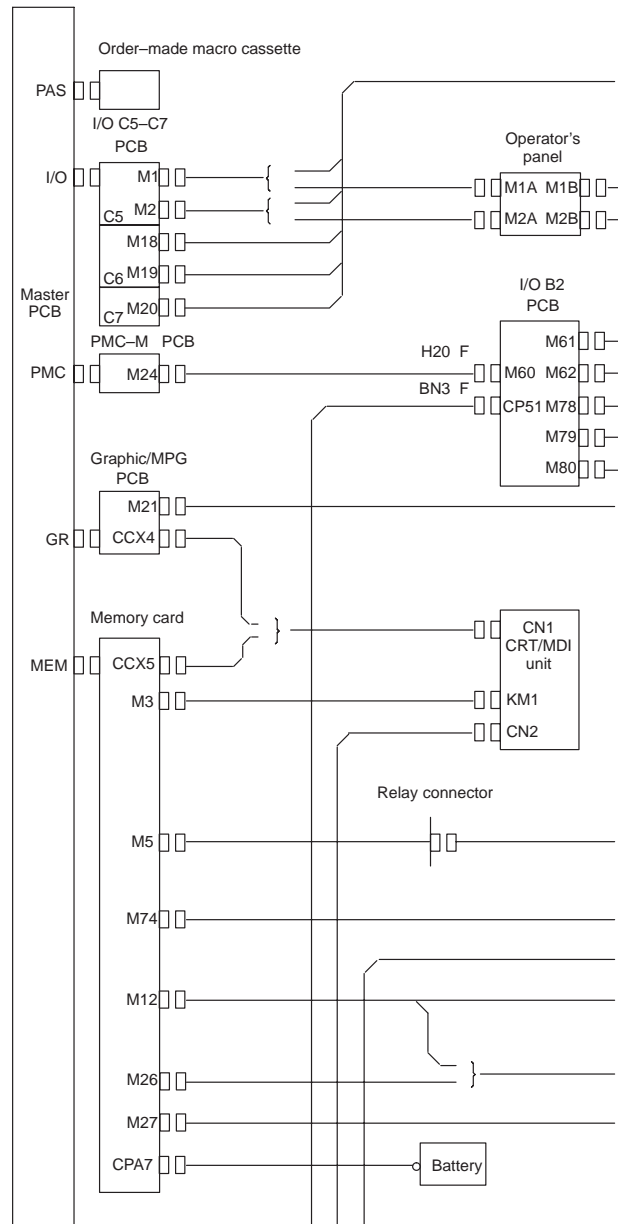 Order–made macro cassette
PAS
I/O C5–C7
PCB
Operator's
panel
I/O
M1
M1A M1B
C5 M2
M2A M2B
M18
C6 M19
I/O B2
PCB
Master
PCB
C7 M20
M61
PMC–M PCB
H20 F
PMC
M24
M60 M62
BN3 F
CP51 M78
M79
Graphic/MPG
PCB
M80
M21
GR
CCX4
Memory card
CN1
CRT/MDI
unit
MEM
CCX5
M3
KM1
CN2
Relay connector
M5
M74
M12
M26
M27
CPA7
Battery